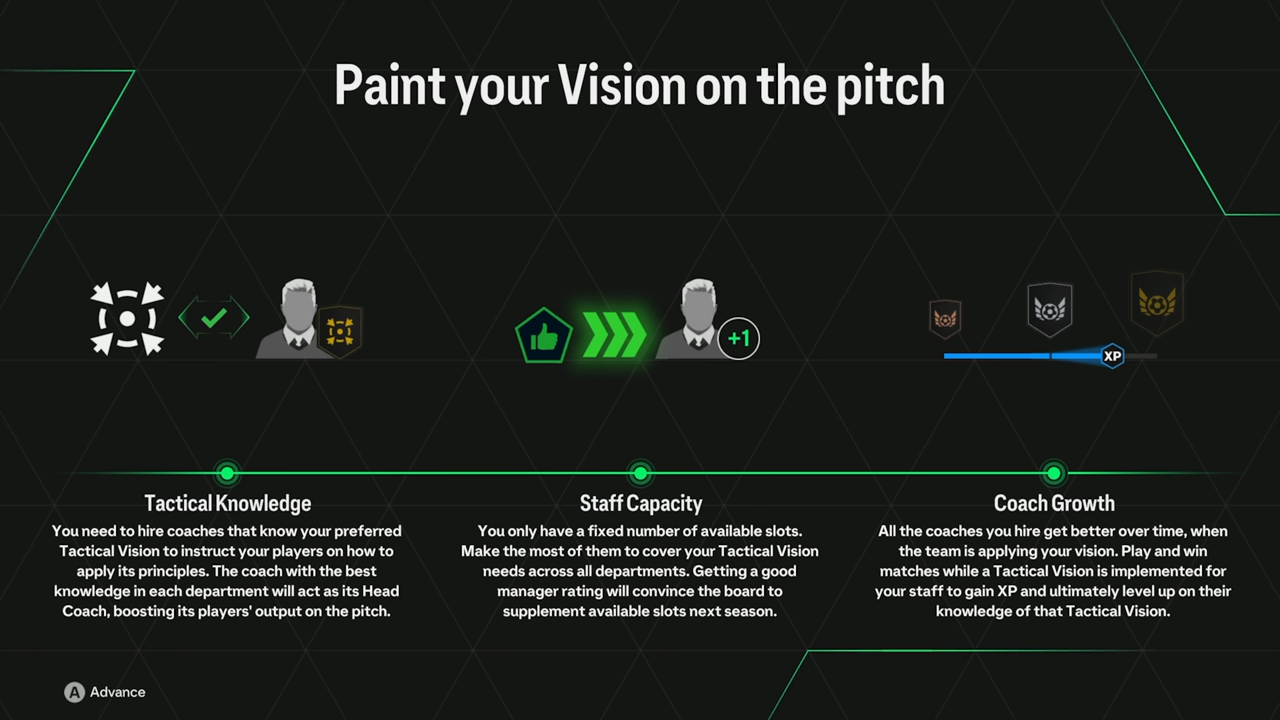 Paint your Vision on the pitch
+1
XP
Tactical Knowledge
You need to hire coaches that know your preferred
Tactical Vision to instruct your players on how to
apply its principles. The coach with the best
knowledge in each department will act as its Head
Coach, boosting its players' output on the pitch.
Staff Capacity
You only have a fixed number of available slots.
Make the most of them to cover your Tactical Vision
needs across all departments. Getting a good
manager rating will convince the board to
supplement available slots next season.
Coach Growth
All the coaches you hire get better over time, when
the team is applying your vision. Play and win
matches while a Tactical Vision is implemented for
your staff to gain XP and ultimately level up on their
knowledge of that Tactical Vision.
A Advance